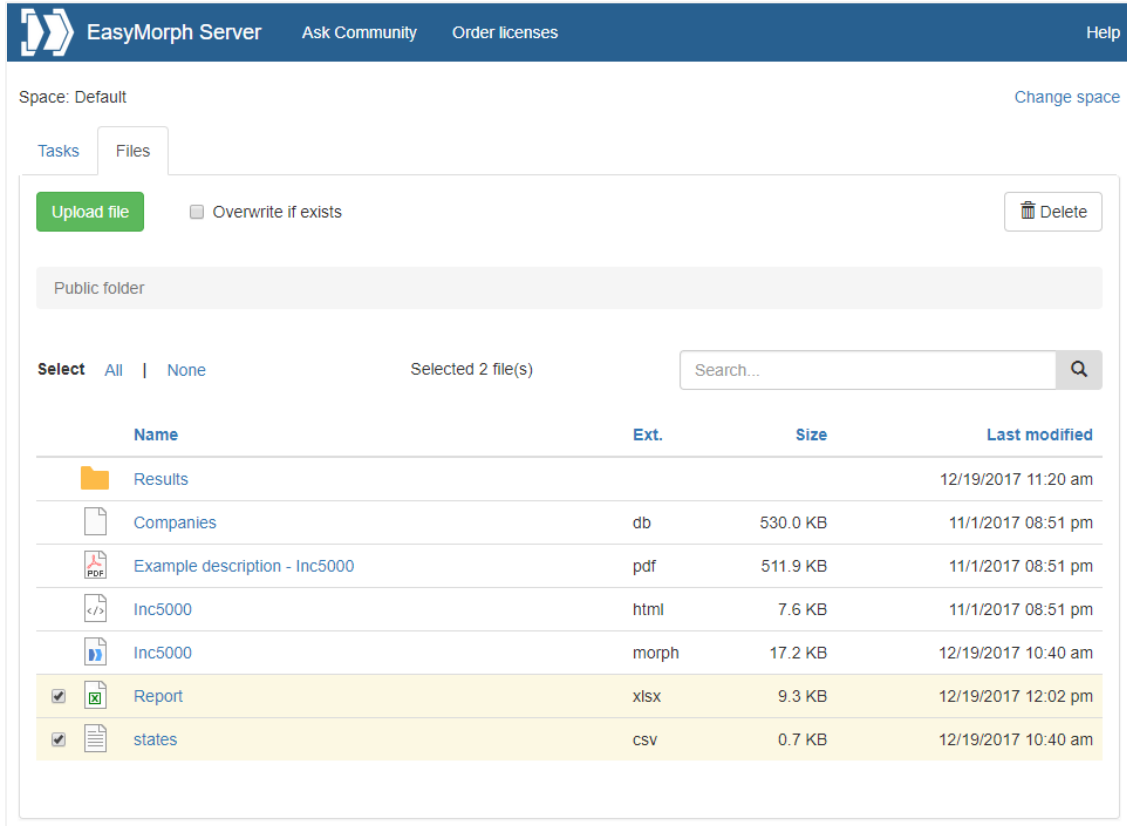 EasyMorph Server Ask Community Order licenses Help
Space: Default Change space
Tasks Files
Upload file Overwrite if exists Delete
Public folder
Select All | None Selected 2 file(s) Search...
Name Ext. Size Last modified
Results 12/19/2017 11:20 am
Companies db 530.0 KB 11/1/2017 08:51 pm
PDF Example description - Inc5000 pdf 511.9 KB 11/1/2017 08:51 pm
</> Inc5000 html 7.6 KB 11/1/2017 08:51 pm
Inc5000 morph 17.2 KB 12/19/2017 10:40 am
Report xlsx 9.3 KB 12/19/2017 12:02 pm
states csv 0.7 KB 12/19/2017 10:40 am